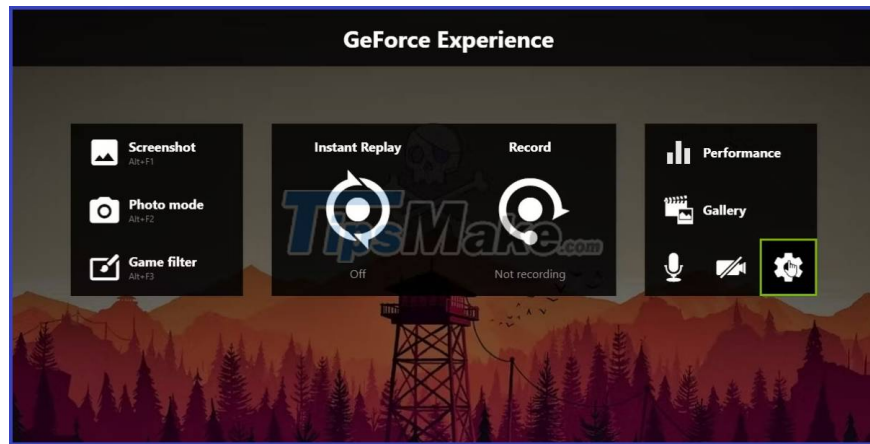 GeForce Experience
Screenshot
Alt+F1
Photo mode
Alt+F2
Game filter
Alt+F3
Instant Replay
Off
Record
Not recording
TipsMake.com
Performance
Gallery